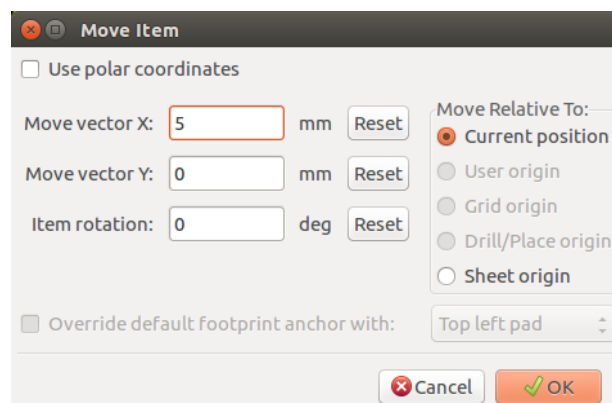 Move Item
Use polar coordinates
Move vector X: 5 mm Reset
Move vector Y: 0 mm Reset
Item rotation: 0 deg Reset
Move Relative To:
Current position
User origin
Grid origin
Drill/Place origin
Sheet origin
Override default footprint anchor with: Top left pad
Cancel OK